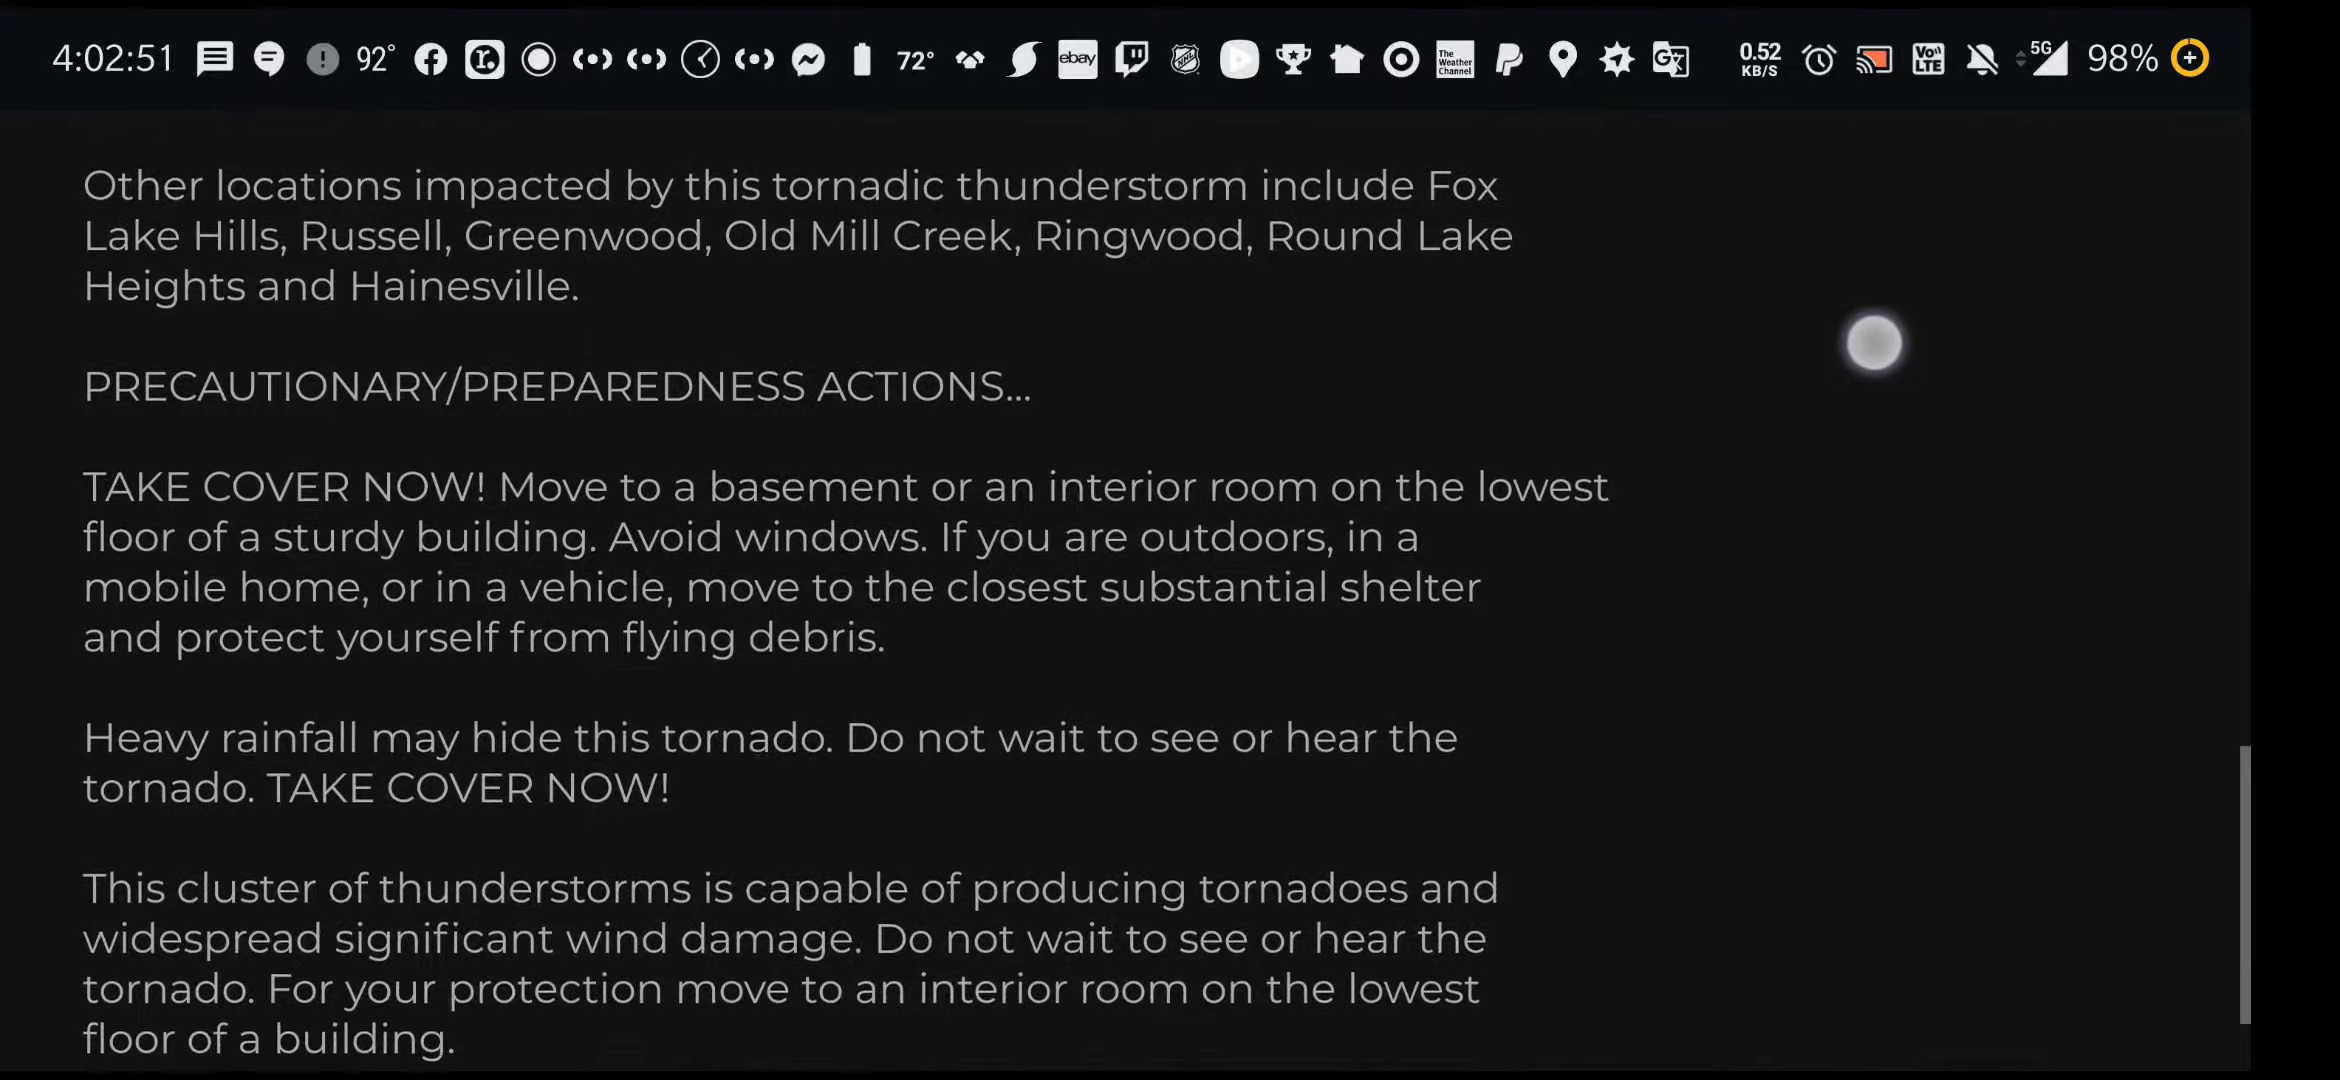 4:02:51 92° 72° ebay The Weather Channel 0.52 KB/S Vo LTE 5G 98%
Other locations impacted by this tornadic thunderstorm include Fox
Lake Hills, Russell, Greenwood, Old Mill Creek, Ringwood, Round Lake
Heights and Hainesville.
PRECAUTIONARY/PREPAREDNESS ACTIONS...
TAKE COVER NOW! Move to a basement or an interior room on the lowest
floor of a sturdy building. Avoid windows. If you are outdoors, in a
mobile home, or in a vehicle, move to the closest substantial shelter
and protect yourself from flying debris.
Heavy rainfall may hide this tornado. Do not wait to see or hear the
tornado. TAKE COVER NOW!
This cluster of thunderstorms is capable of producing tornadoes and
widespread significant wind damage. Do not wait to see or hear the
tornado. For your protection move to an interior room on the lowest
floor of a building.